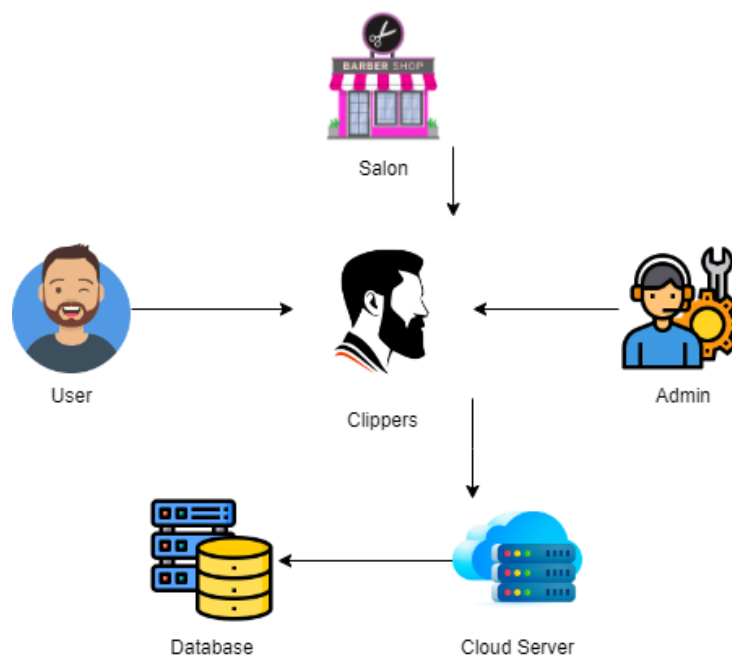 BARBER SHOP
Salon
User
Clippers
Admin
Database
Cloud Server